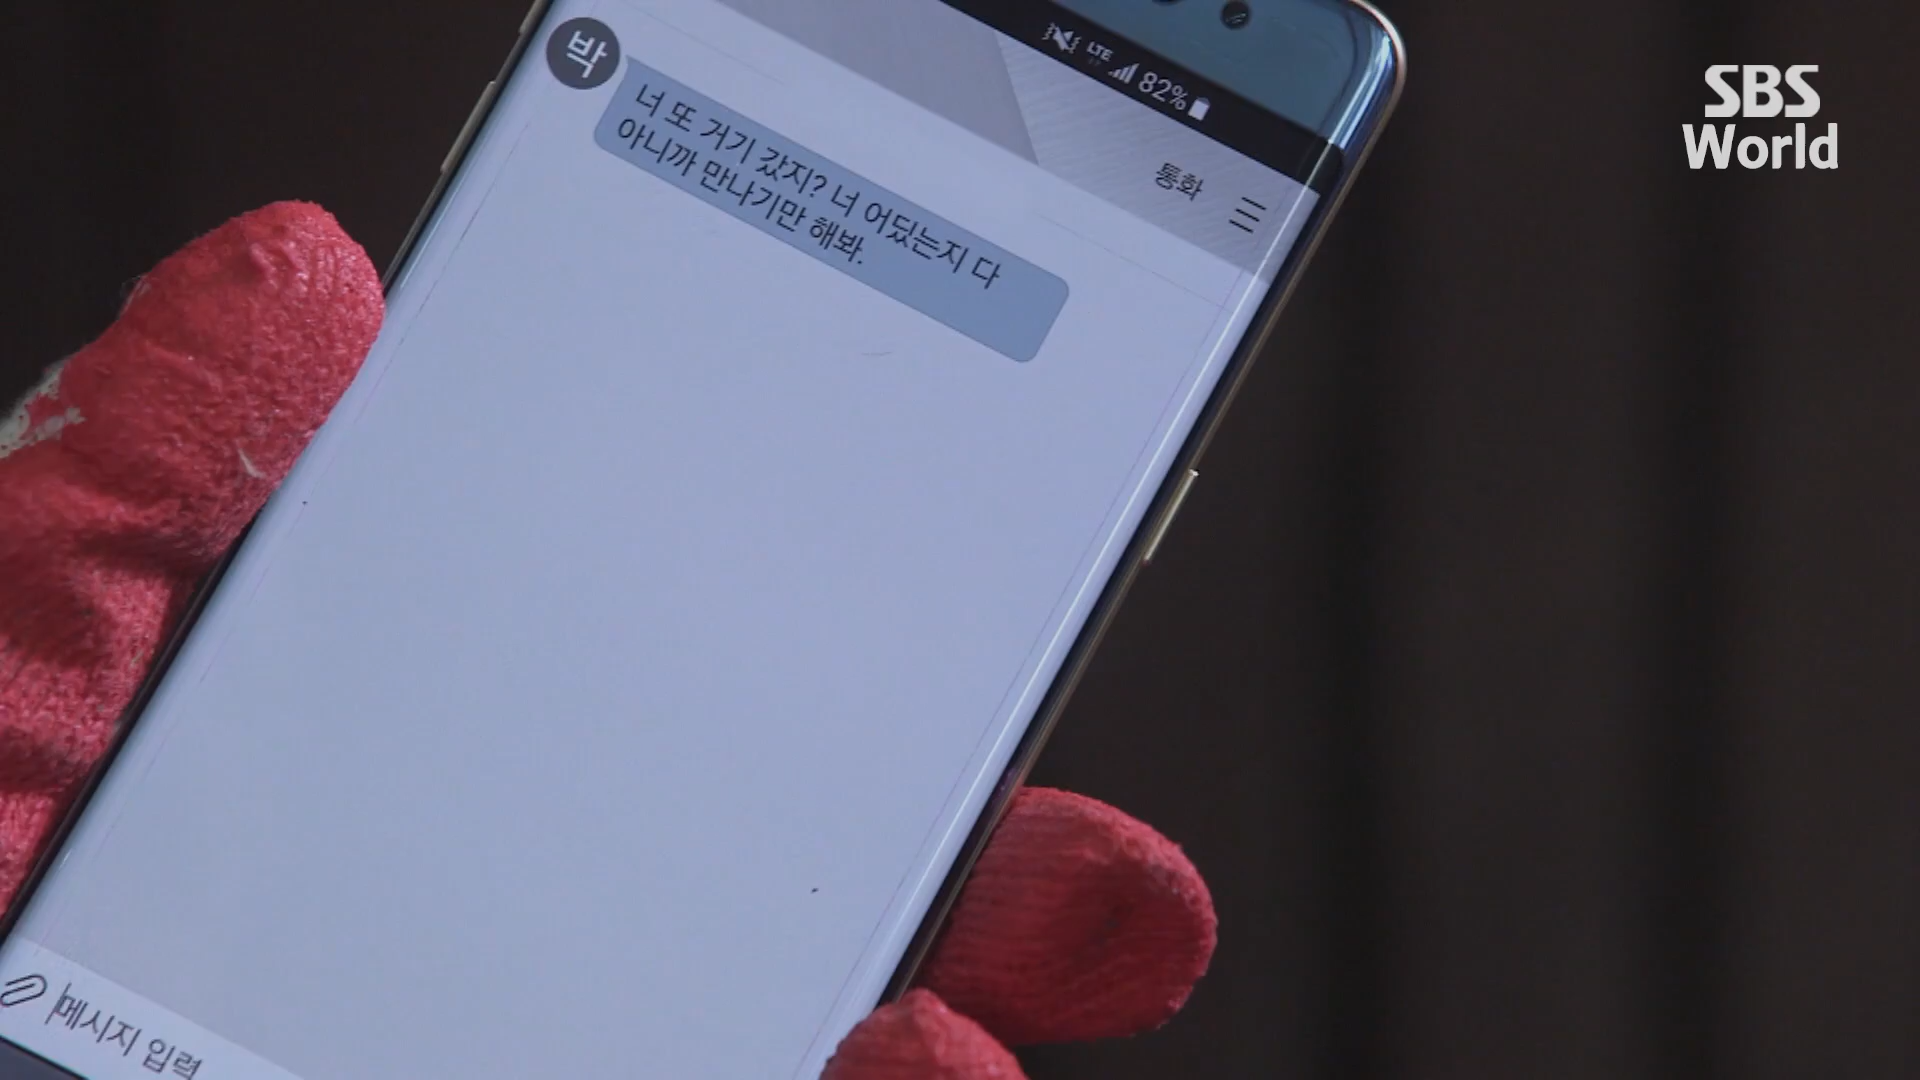 LTE
82%
SBS
World
박
통화
너 또 거기 갔지? 너 어딨는지 다
아니까 만나기만 해봐.
메시지 입력